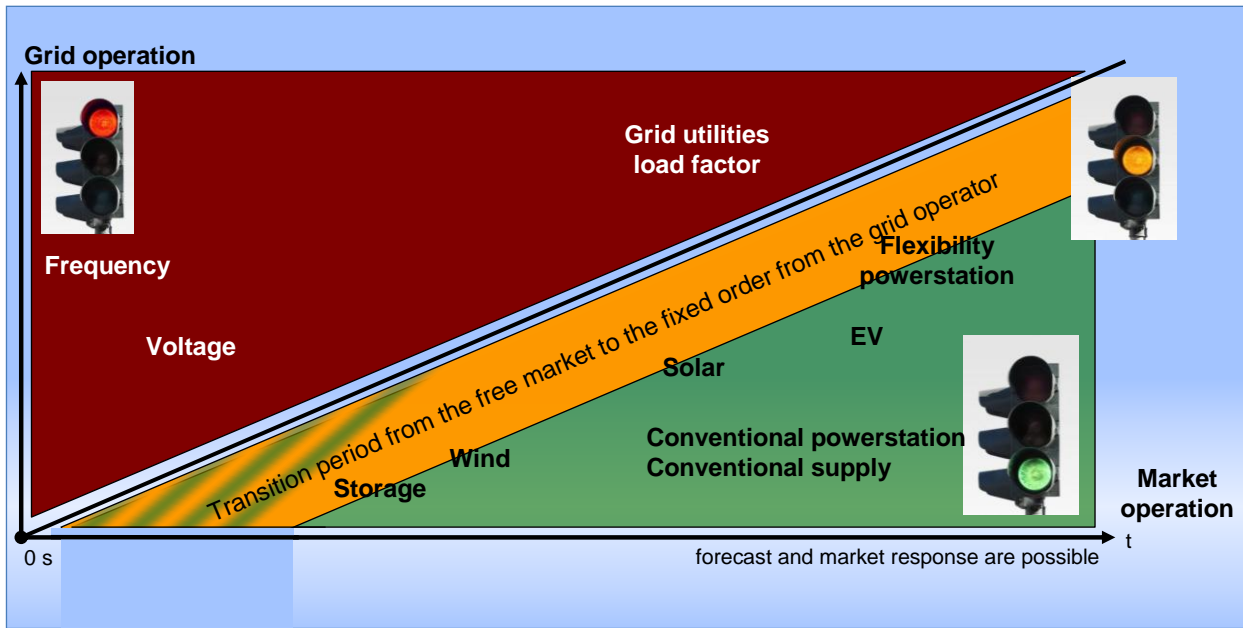 Grid operation
Grid utilities
load factor
Frequency
Voltage
Transition period from the free market to the fixed order from the grid operator
Flexibility
powerstation
EV
Solar
Conventional powerstation
Wind
Conventional supply
Storage
Market
operation
0 s
forecast and market response are possible
t